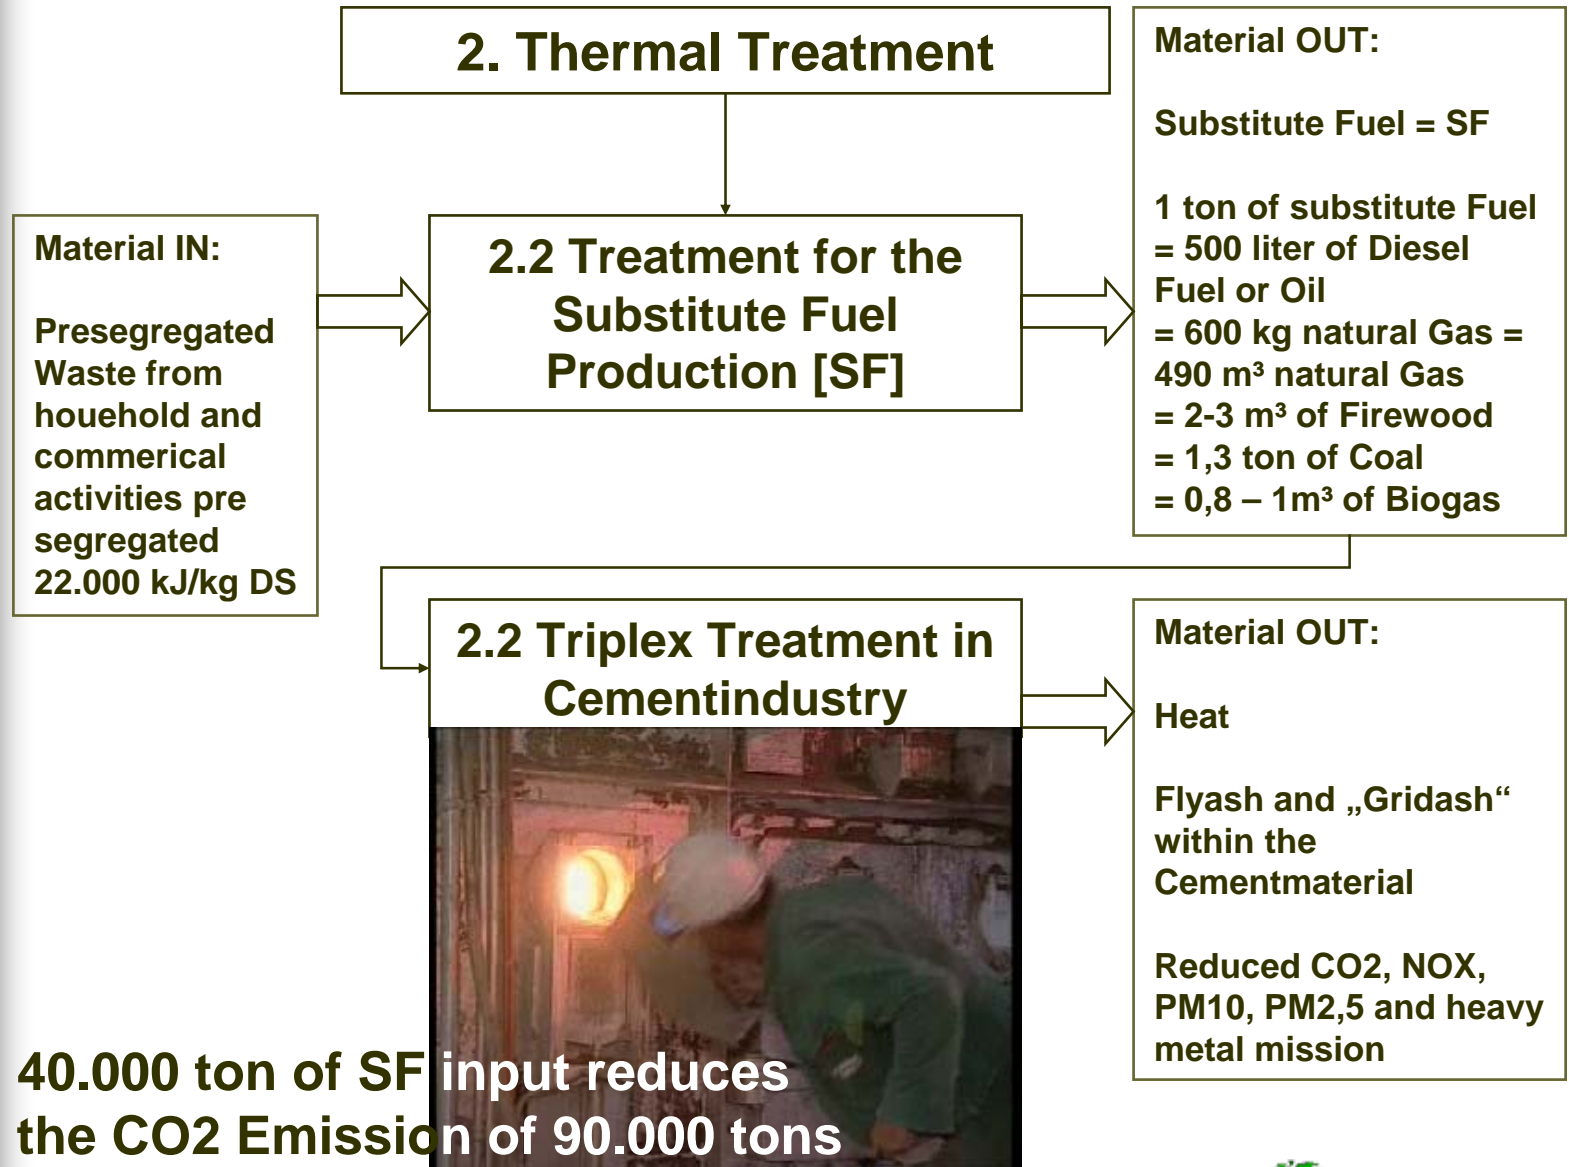 2. Thermal Treatment
Material IN:
Presegregated
Waste from
houehold and
commerical
activities pre
segregated
22.000 kJ/kg DS
2.2 Treatment for the
Substitute Fuel
Production [SF]
Material OUT:
Substitute Fuel = SF
1 ton of substitute Fuel
= 500 liter of Diesel
Fuel or Oil
= 600 kg natural Gas =
490 m³ natural Gas
= 2-3 m³ of Firewood
= 1,3 ton of Coal
= 0,8 – 1m³ of Biogas
2.2 Triplex Treatment in
Cementindustry
Material OUT:
Heat
Flyash and „Gridash“
within the
Cementmaterial
Reduced CO2, NOX,
PM10, PM2,5 and heavy
metal mission
40.000 ton of SF input reduces
the CO2 Emission of 90.000 tons